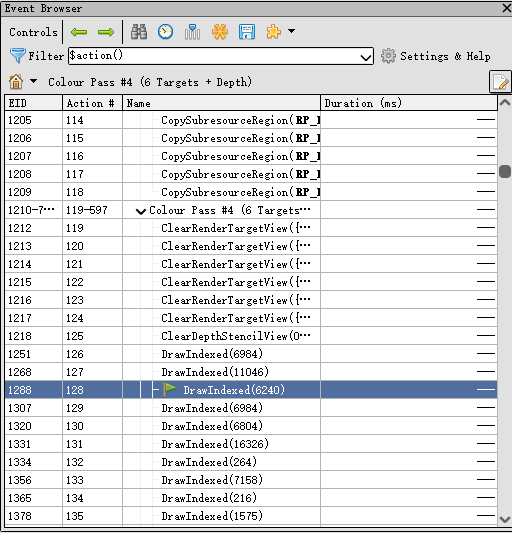 Event Browser
Controls
Filter $action() Settings & Help
Colour Pass #4 (6 Targets + Depth)
EID Action # Name Duration (ms)
1205 114 CopySubresourceRegion(RP_
1206 115 CopySubresourceRegion(RP_
1207 116 CopySubresourceRegion(RP_
1208 117 CopySubresourceRegion(RP_
1209 118 CopySubresourceRegion(RP_
1210-7··· 119-597 Colour Pass #4 (6 Targets···
1212 119 ClearRenderTargetView({···
1213 120 ClearRenderTargetView({···
1214 121 ClearRenderTargetView({···
1215 122 ClearRenderTargetView({···
1216 123 ClearRenderTargetView({···
1217 124 ClearRenderTargetView({···
1218 125 ClearDepthStencilView(0···
1251 126 DrawIndexed(6984)
1268 127 DrawIndexed(11046)
1288 128 DrawIndexed(6240)
1307 129 DrawIndexed(6984)
1320 130 DrawIndexed(6804)
1331 131 DrawIndexed(16326)
1334 132 DrawIndexed(264)
1356 133 DrawIndexed(7158)
1365 134 DrawIndexed(216)
1378 135 DrawIndexed(1575)